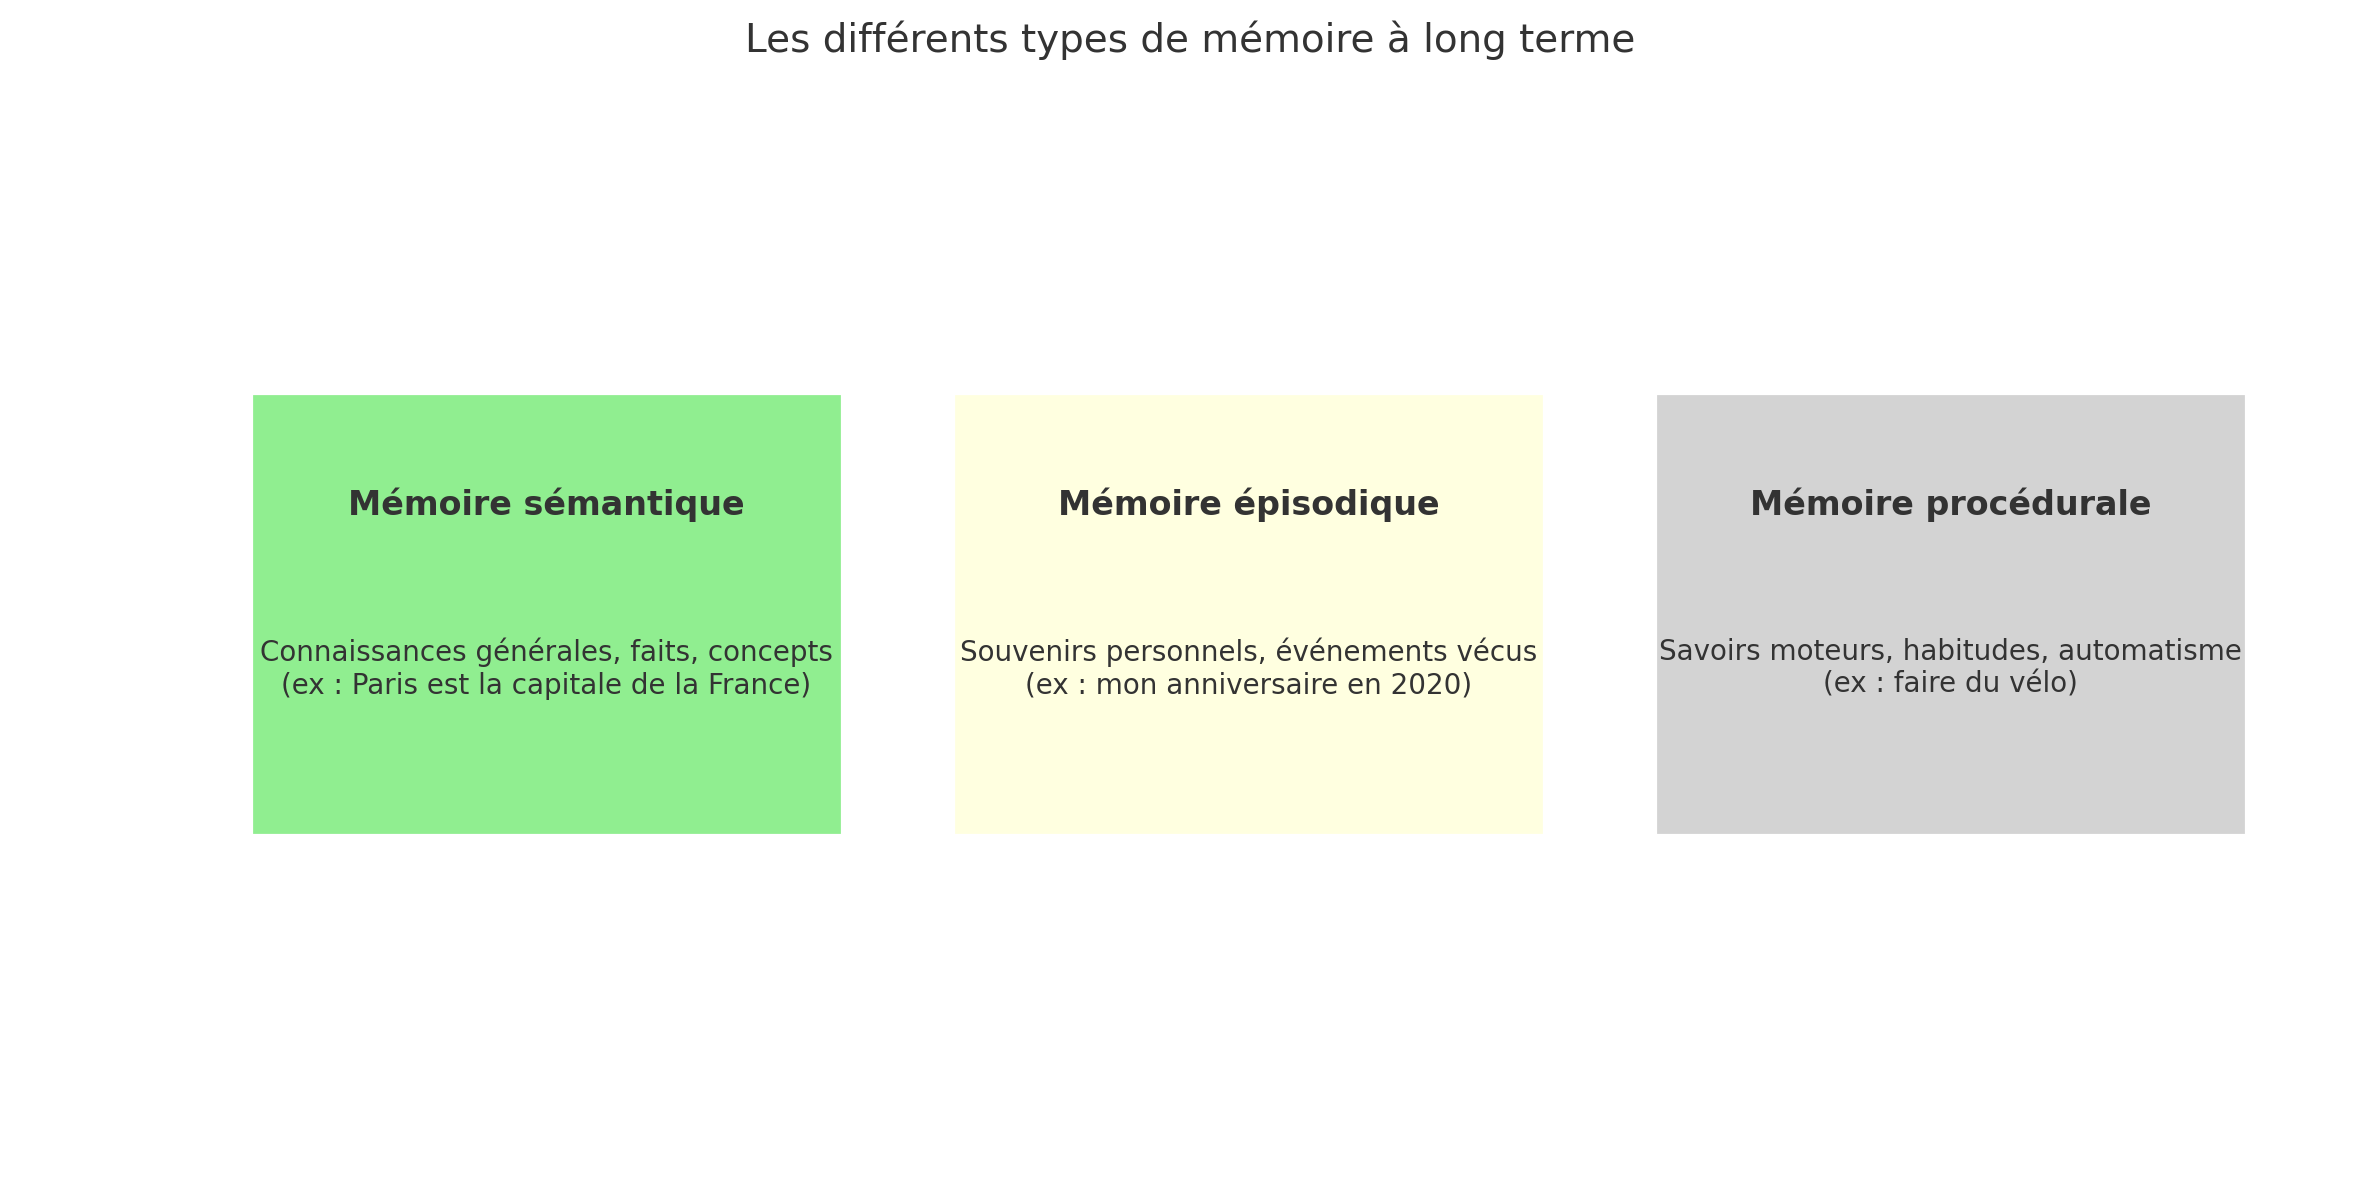 Les différents types de mémoire à long terme
Mémoire sémantique
Connaissances générales, faits, concepts
(ex : Paris est la capitale de la France)
Mémoire épisodique
Souvenirs personnels, événements vécus
(ex : mon anniversaire en 2020)
Mémoire procédurale
Savoirs moteurs, habitudes, automatisme
(ex : faire du vélo)